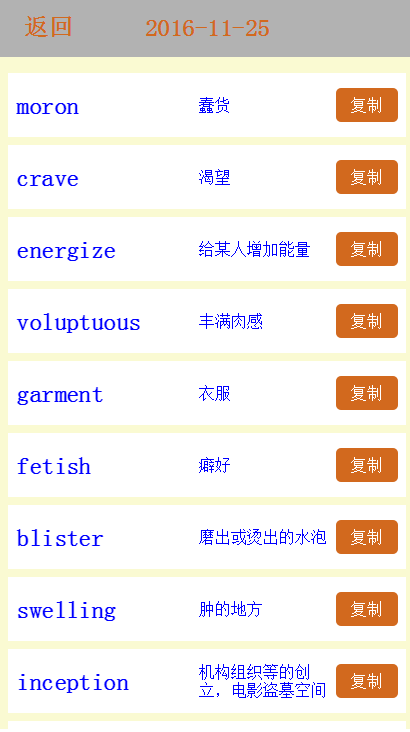 返回 2016-11-25
moron 蠢货 复制
crave 渴望 复制
energize 给某人增加能量 复制
voluptuous 丰满肉感 复制
garment 衣服 复制
fetish 癖好 复制
blister 磨出或烫出的水泡 复制
swelling 肿的地方 复制
inception 机构组织等的创 复制
立，电影盗墓空间